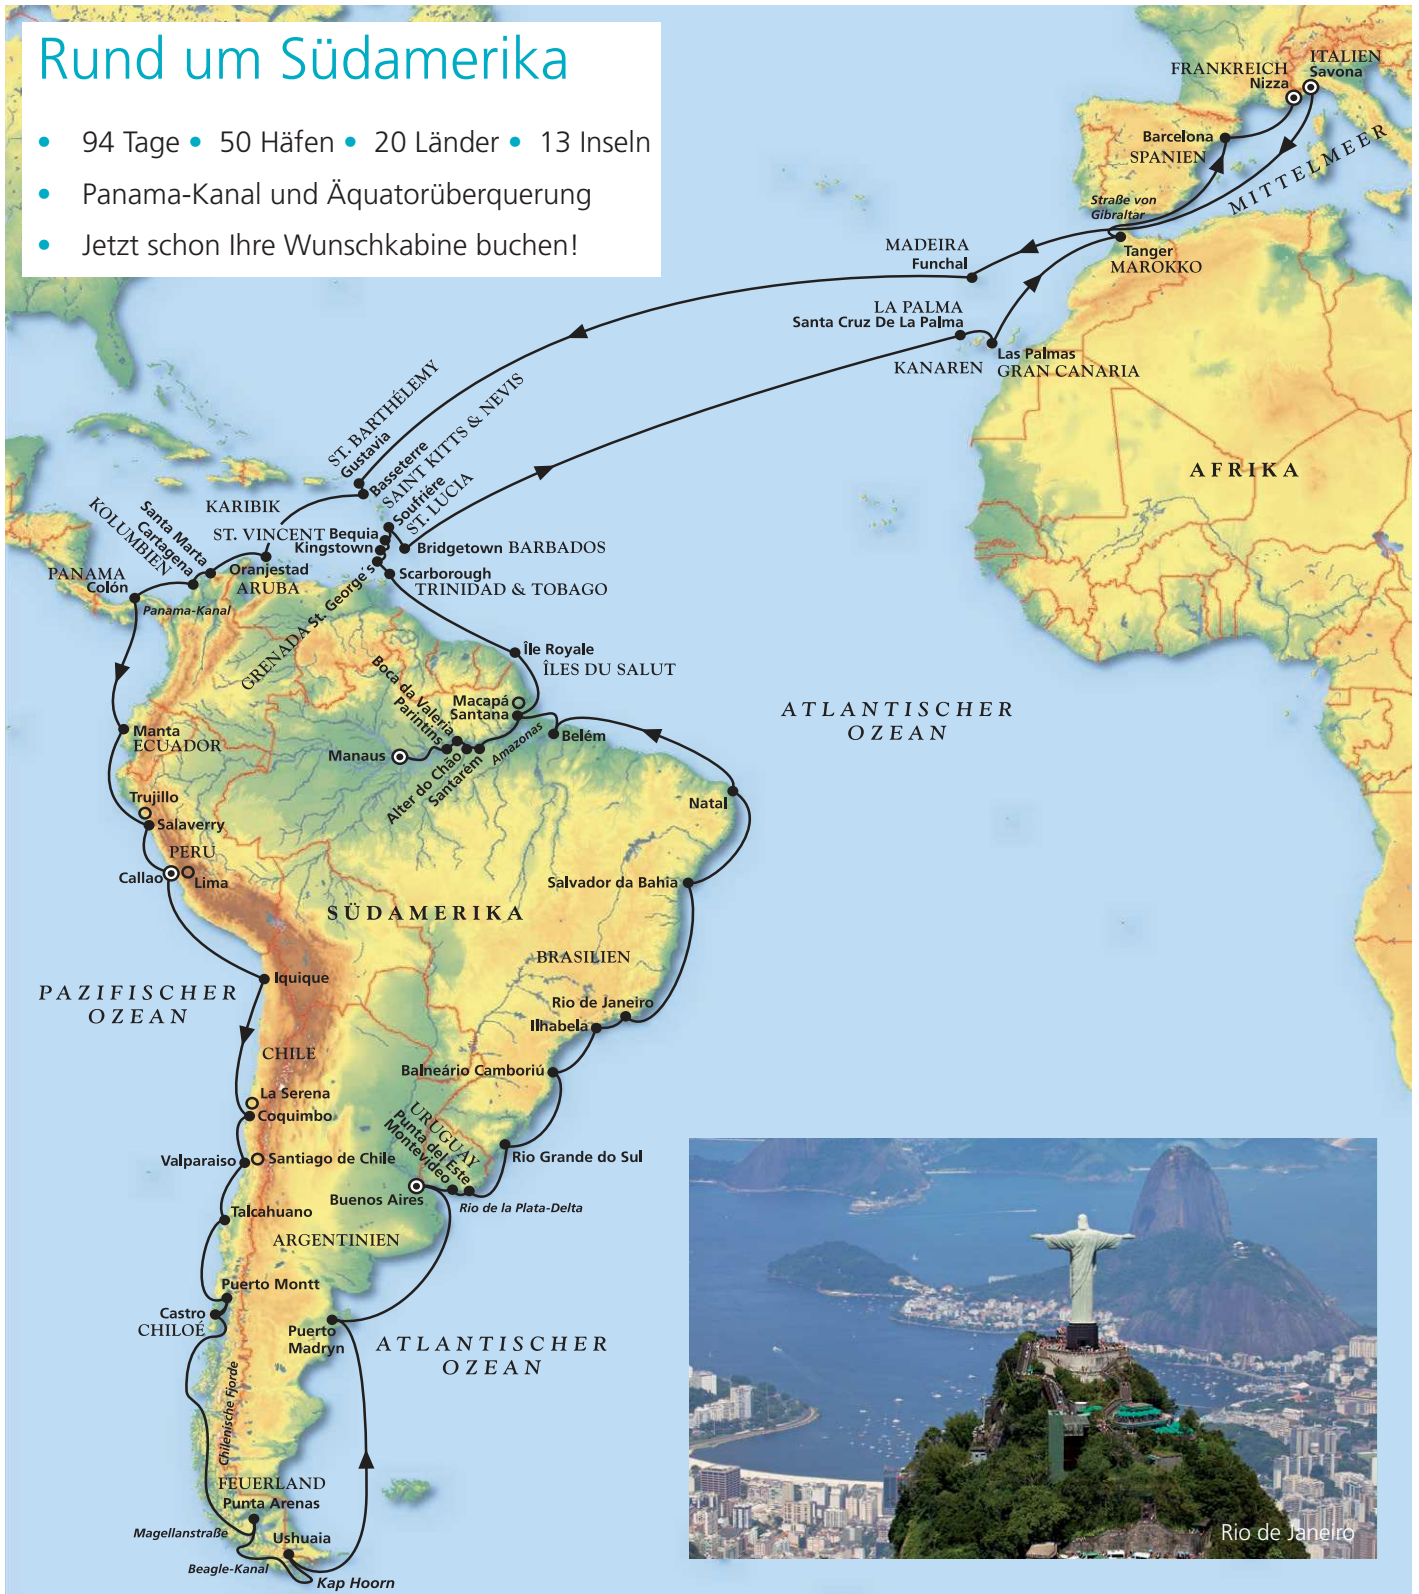 Rund um Südamerika
• 94 Tage • 50 Häfen • 20 Länder • 13 Inseln
• Panama-Kanal und Äquatorüberquerung
• Jetzt schon Ihre Wunschkabine buchen!
ITALIEN
Savona
FRANKREICH
Nizza
Barcelona
SPANIEN
MITTELMEER
Straße von
Gibraltar
Tanger
MAROKKO
MADEIRA
Funchal
LA PALMA
Santa Cruz De La Palma
Las Palmas
KANAREN
GRAN CANARIA
AFRIKA
ST. BARTHÉLEMY
Gustavia
Basseterre
SAINT KITTS & NEVIS
Soufriére
ST. LUCIA
KARIBIK
ST. VINCENT
Bequia
Kingstown
Bridgetown BARBADOS
Santa Marta
Cartagena
KOLUMBIEN
Oranjestad
ARUBA
PANAMA
Colón
Panama-Kanal
Scarborough
TRINIDAD & TOBAGO
GRENADA St. George´s
Île Royale
ÎLES DU SALUT
Boca da Valeria
Parintins
Macapá
Santana
Manaus
Alter do Chão
Santarém
Amazonas
Belém
ATLANTISCHER
OZEAN
Manta
ECUADOR
Natal
Trujillo
Salaverry
PERU
Callao
Lima
Salvador da Bahia
SÜDAMERIKA
BRASILIEN
Iquique
PAZIFISCHER
OZEAN
Rio de Janeiro
Ilhabela
CHILE
Balneário Camboriú
La Serena
Coquimbo
URUGUAY
Punta del Este
Montevideo
Rio Grande do Sul
Valparaiso
Santiago de Chile
Buenos Aires
Rio de la Plata-Delta
Talcahuano
ARGENTINIEN
Puerto Montt
Castro
CHILOÉ
Puerto
Madryn
ATLANTISCHER
OZEAN
Chilenische Fjorde
FEUERLAND
Punta Arenas
Magellanstraße
Ushuaia
Beagle-Kanal
Kap Hoorn
Rio de Janeiro